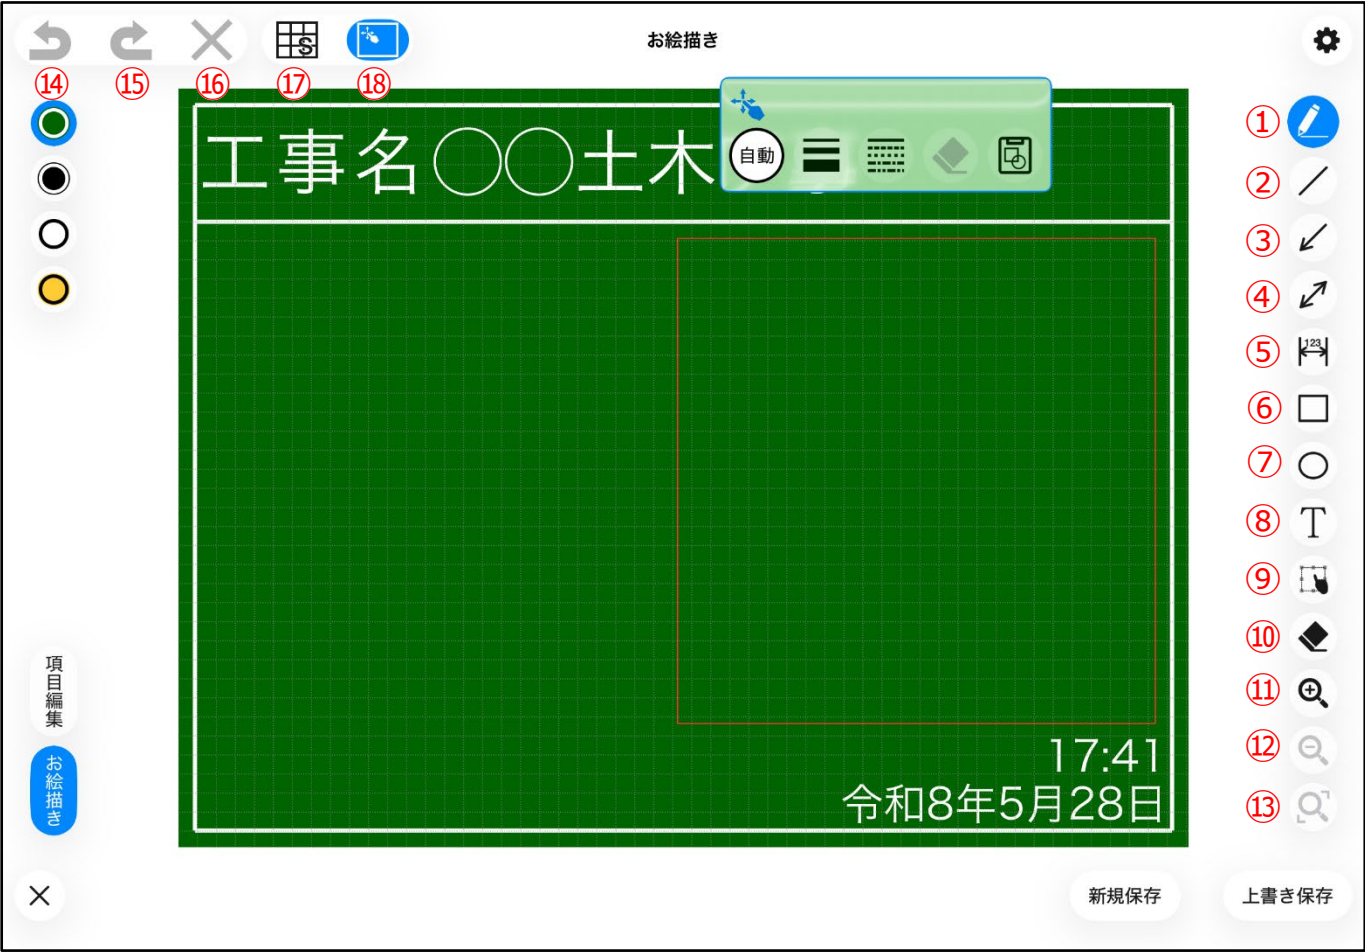 お絵描き
⑭ ⑮ ⑯ ⑰ S ⑱
工事名○○土木
自動
①
②
③
④
⑤ 123
⑥
⑦
⑧ T
⑨
⑩
⑪
⑫
⑬
項目編集
お絵描き
17:41
令和8年5月28日
新規保存
上書き保存